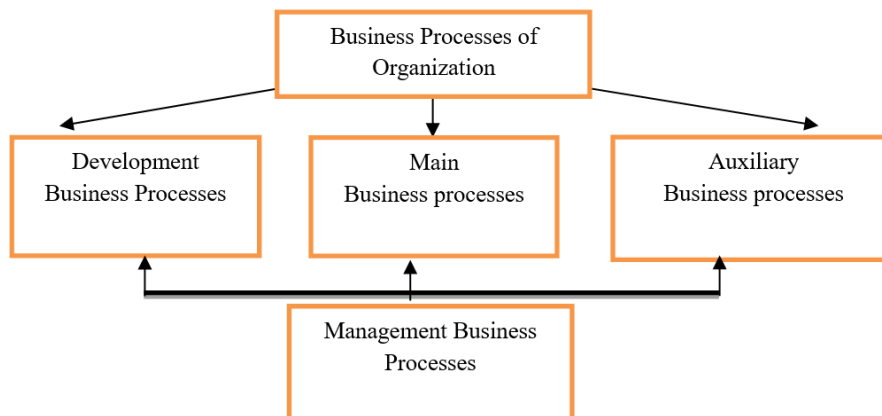 Business Processes of
Organization
Development
Business Processes
Main
Business processes
Auxiliary
Business processes
Management Business
Processes